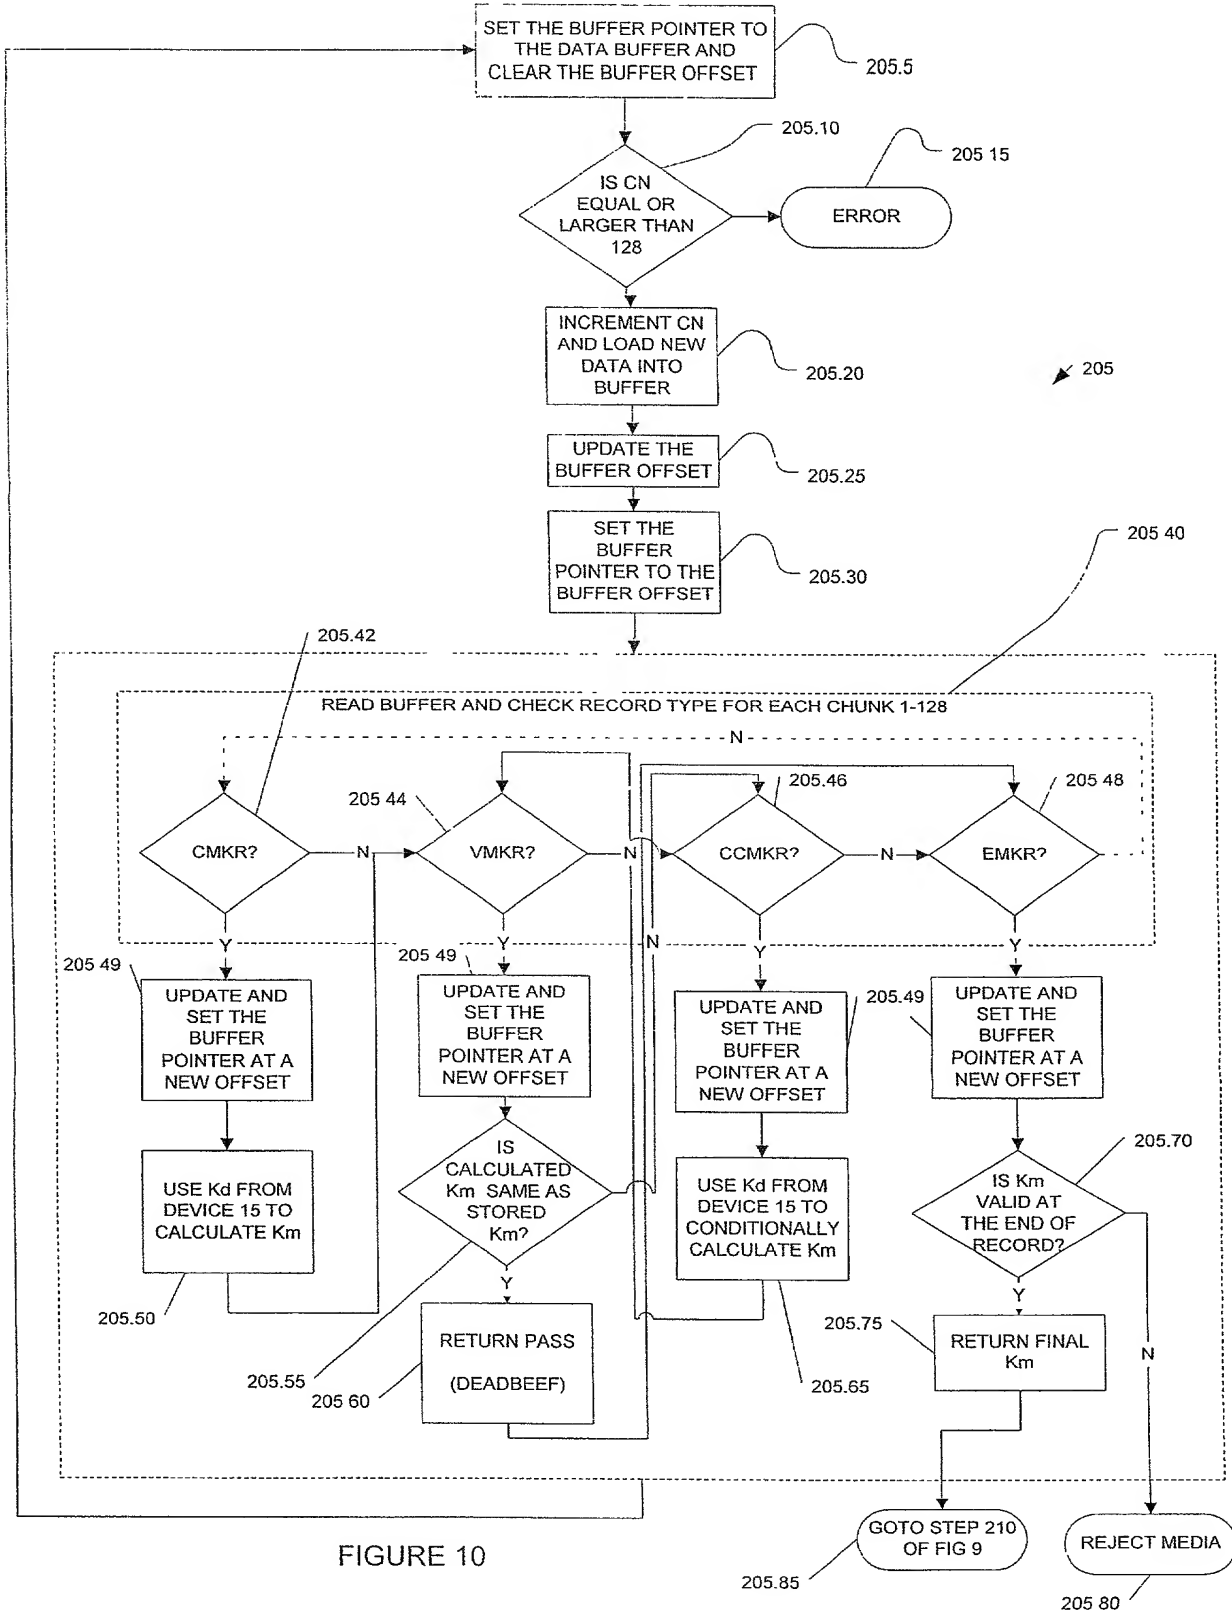 SET THE BUFFER POINTER TO
THE DATA BUFFER AND
CLEAR THE BUFFER OFFSET
205.5
205.10
IS CN
EQUAL OR
LARGER THAN
128
205 15
ERROR
INCREMENT CN
AND LOAD NEW
DATA INTO
BUFFER
205.20
205
UPDATE THE
BUFFER OFFSET
205.25
SET THE
BUFFER
POINTER TO THE
BUFFER OFFSET
205.30
205 40
205.42
READ BUFFER AND CHECK RECORD TYPE FOR EACH CHUNK 1-128
N
205 44
205.46
205 48
CMKR?
N
VMKR?
N
CCMKR?
N
EMKR?
Y
Y
N
Y
Y
205 49
UPDATE AND
SET THE
BUFFER
POINTER AT A
NEW OFFSET
205 49
UPDATE AND
SET THE
BUFFER
POINTER AT A
NEW OFFSET
UPDATE AND
SET THE
BUFFER
POINTER AT A
NEW OFFSET
205.49
UPDATE AND
SET THE
BUFFER
POINTER AT A
NEW OFFSET
USE Kd FROM
DEVICE 15 TO
CALCULATE Km
205.50
IS
CALCULATED
Km SAME AS
STORED
Km?
205.55
Y
USE Kd FROM
DEVICE 15 TO
CONDITIONALLY
CALCULATE Km
205.65
IS Km
VALID AT
THE END OF
RECORD?
205.70
Y
N
RETURN PASS
(DEADBEEF)
205 60
205.75
RETURN FINAL
Km
GOTO STEP 210
OF FIG 9
205.85
REJECT MEDIA
205 80
FIGURE 10